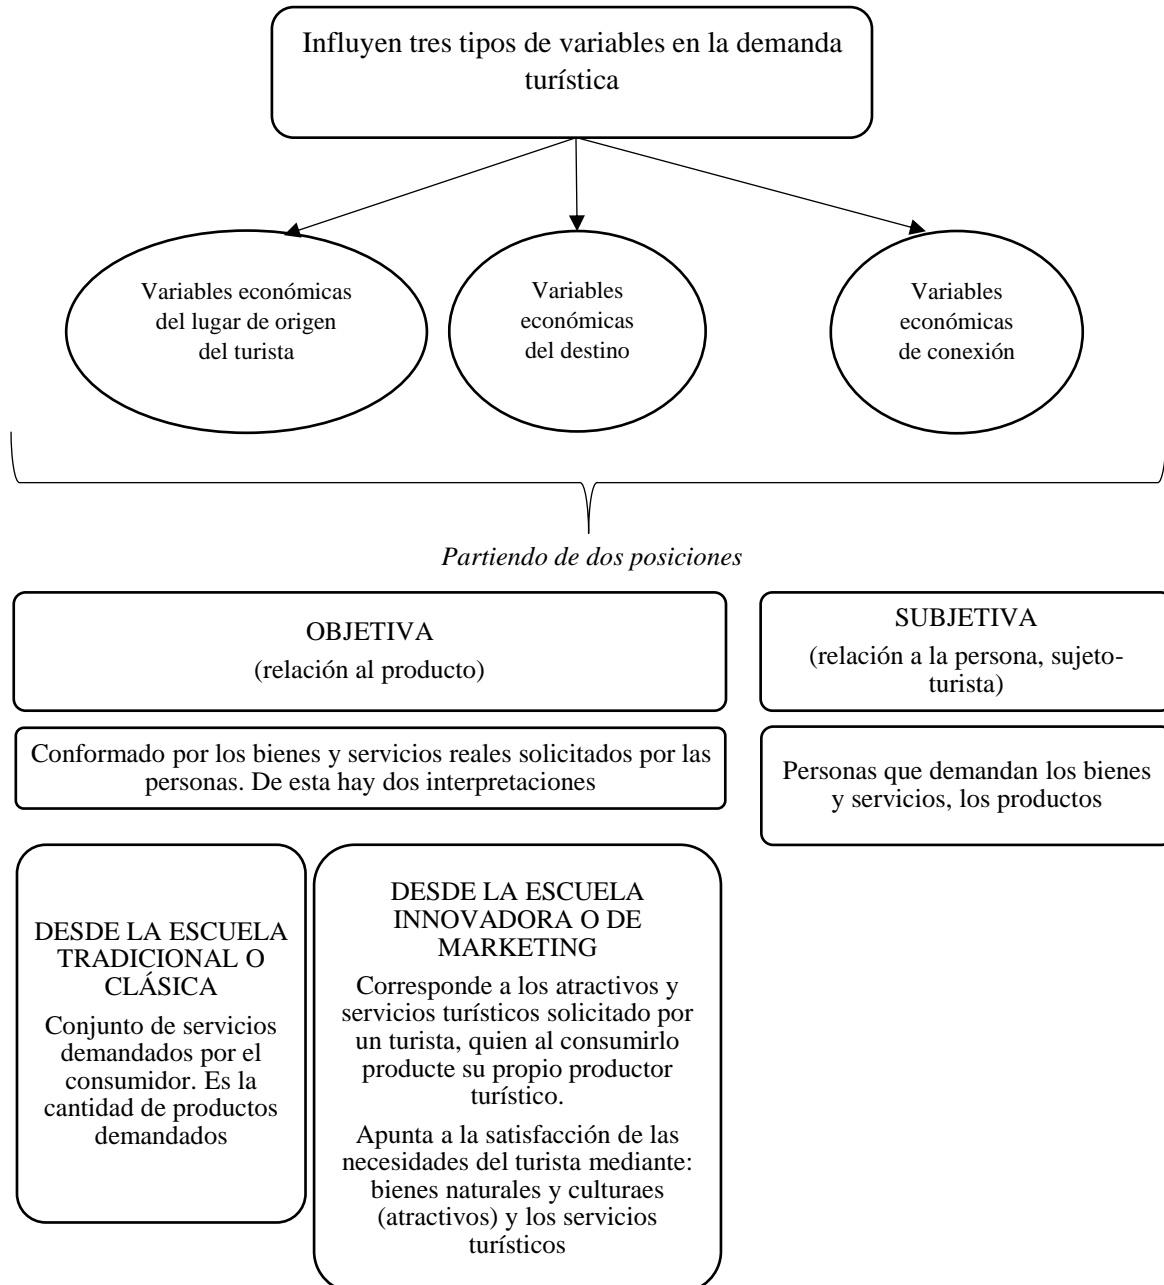 Influyen tres tipos de variables en la demanda
turística
Variables económicas
del lugar de origen
del turista
Variables
económicas
del destino
Variables
económicas
de conexión
Partiendo de dos posiciones
OBJETIVA
(relación al producto)
SUBJETIVA
(relación a la persona, sujeto-
turista)
Conformado por los bienes y servicios reales solicitados por las
personas. De esta hay dos interpretaciones
Personas que demandan los bienes
y servicios, los productos
DESDE LA ESCUELA
TRADICIONAL O
CLÁSICA
Conjunto de servicios
demandados por el
consumidor. Es la
cantidad de productos
demandados
DESDE LA ESCUELA
INNOVADORA O DE
MARKETING
Corresponde a los atractivos y
servicios turísticos solicitado por
un turista, quien al consumirlo
producte su propio productor
turístico.
Apunta a la satisfacción de las
necesidades del turista mediante:
bienes naturales y culturaes
(atractivos) y los servicios
turísticos